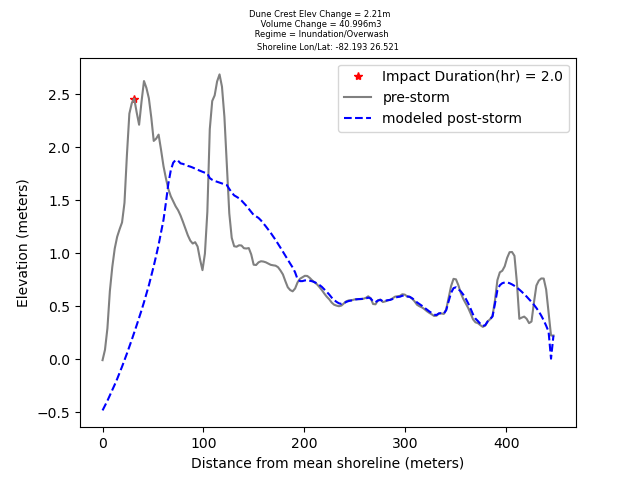 Dune Crest Elev Change = 2.21m
Volume Change = 40.996m3
Regime = Inundation/Overwash
Shoreline Lon/Lat: -82.193 26.521
Impact Duration(hr) = 2.0
pre-storm
modeled post-storm
Elevation (meters)
2.5
2.0
1.5
1.0
0.5
0.0
−0.5
0 100 200 300 400
Distance from mean shoreline (meters)